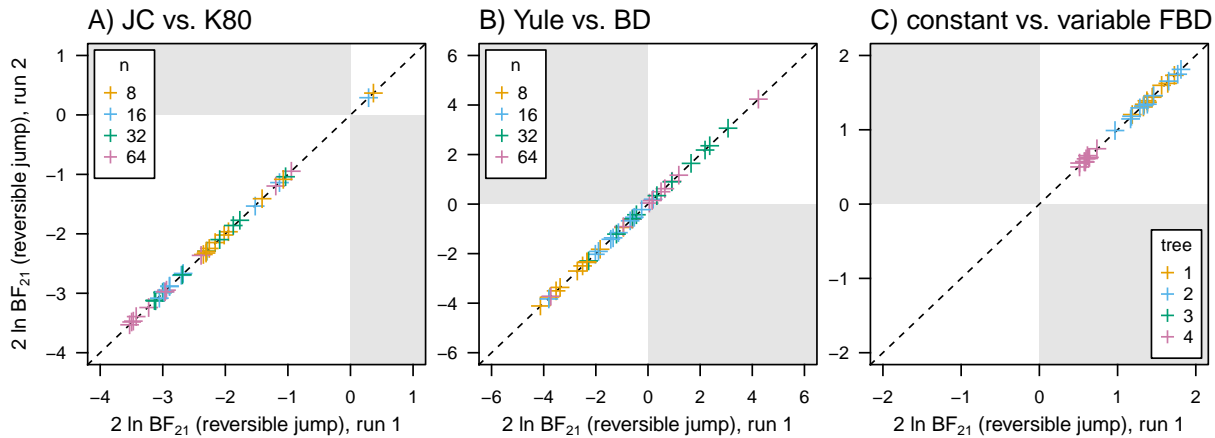 A) JC vs. K80
B) Yule vs. BD
C) constant vs. variable FBD
2 ln BF21 (reversible jump), run 2
1
0
−1
−2
−3
−4
n
8
16
32
64
−4 −3 −2 −1 0 1
2 ln BF21 (reversible jump), run 1
6
4
2
0
−2
−4
−6
n
8
16
32
64
−6 −4 −2 0 2 4 6
2 ln BF21 (reversible jump), run 1
2
1
0
−1
−2
tree
1
2
3
4
−2 −1 0 1 2
2 ln BF21 (reversible jump), run 1